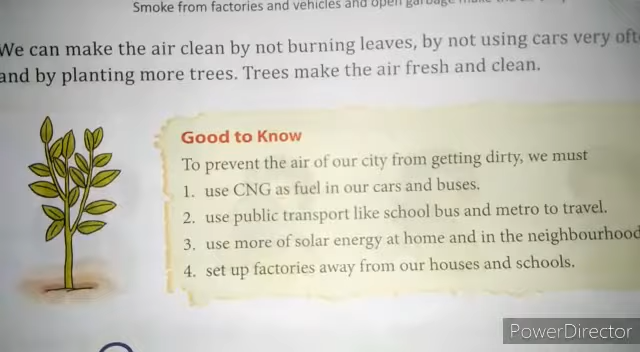 Smoke from factories and vehicles and open garbage make the air
We can make the air clean by not burning leaves, by not using cars very
and by planting more trees. Trees make the air fresh and clean.
Good to Know
To prevent the air of our city from getting dirty, we must
1. use CNG as fuel in our cars and buses.
2. use public transport like school bus and metro to travel.
3. use more of solar energy at home and in the neighbourhood
4. set up factories away from our houses and schools.
PowerDirector